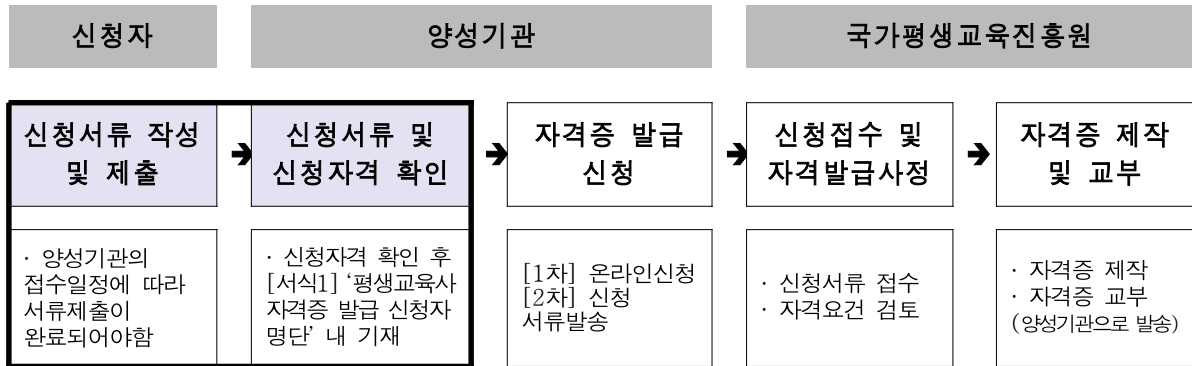 신청자
양성기관
국가평생교육진흥원
신청서류 작성
및 제출
➔
신청서류 및
신청자격 확인
➔
자격증 발급
신청
➔
신청접수 및
자격발급사정
➔
자격증 제작
및 교부
· 양성기관의
접수일정에 따라
서류제출이
완료되어야함
· 신청자격 확인 후
[서식1] ‘평생교육사
자격증 발급 신청자
명단’ 내 기재
[1차] 온라인신청
[2차] 신청
서류발송
· 신청서류 접수
· 자격요건 검토
· 자격증 제작
· 자격증 교부
(양성기관으로 발송)